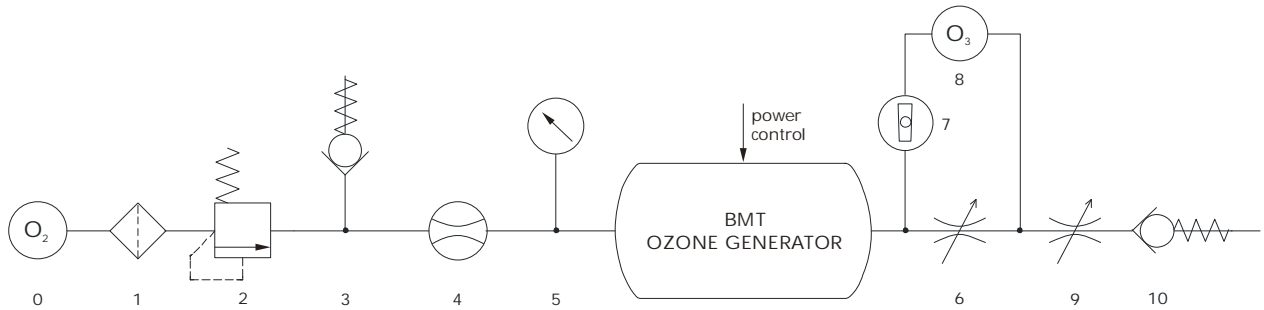 O₃
8
7
power
control
O₂
BMT
OZONE GENERATOR
0
1
2
3
4
5
6
9
10